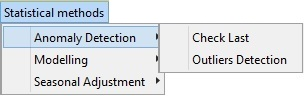 Statistical methods
Anomaly Detection
Check Last
Modelling
Outliers Detection
Seasonal Adjustment